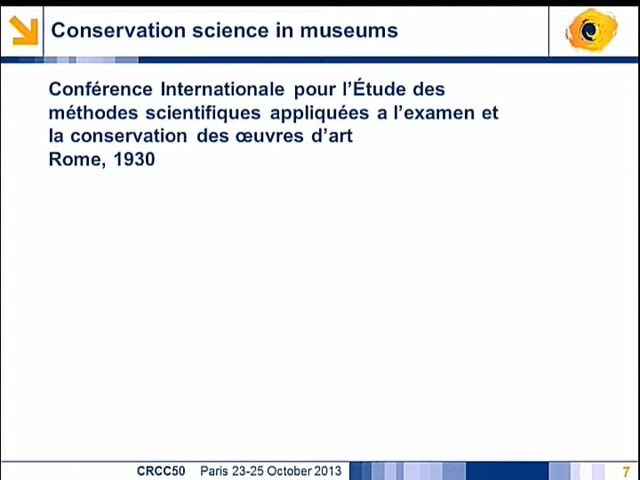 Conservation science in museums
Conférence Internationale pour l’Étude des
méthodes scientifiques appliquées a l’examen et
la conservation des œuvres d’art
Rome, 1930
CRCC50 Paris 23-25 October 2013
7